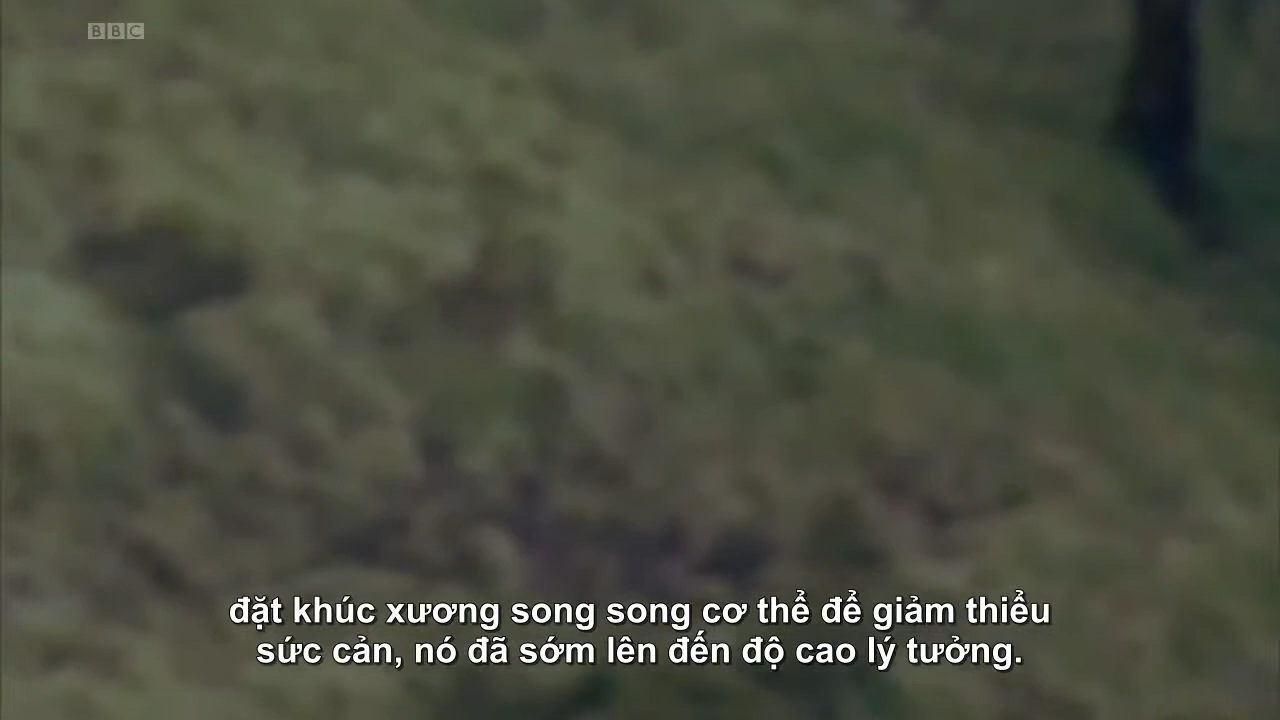 BBC
đặt khúc xương song song cơ thể để giảm thiểu
sức cản, nó đã sớm lên đến độ cao lý tưởng.